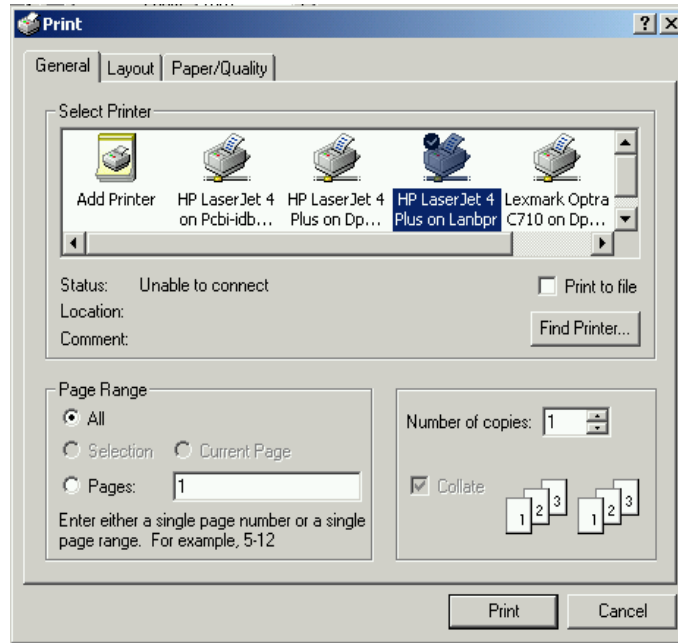 Print
General Layout Paper/Quality
Select Printer
Add Printer HP LaserJet 4 HP LaserJet 4 HP LaserJet 4 Lexmark Optra
on Pcbi-idb... Plus on Dp... Plus on Lanbpr C710 on Dp...
Status: Unable to connect Print to file
Location:
Find Printer...
Comment:
Page Range
All
Number of copies: 1
Selection Current Page
Pages: 1 Collate
1 2 3 1 2 3
Enter either a single page number or a single
page range. For example, 5-12
Print Cancel